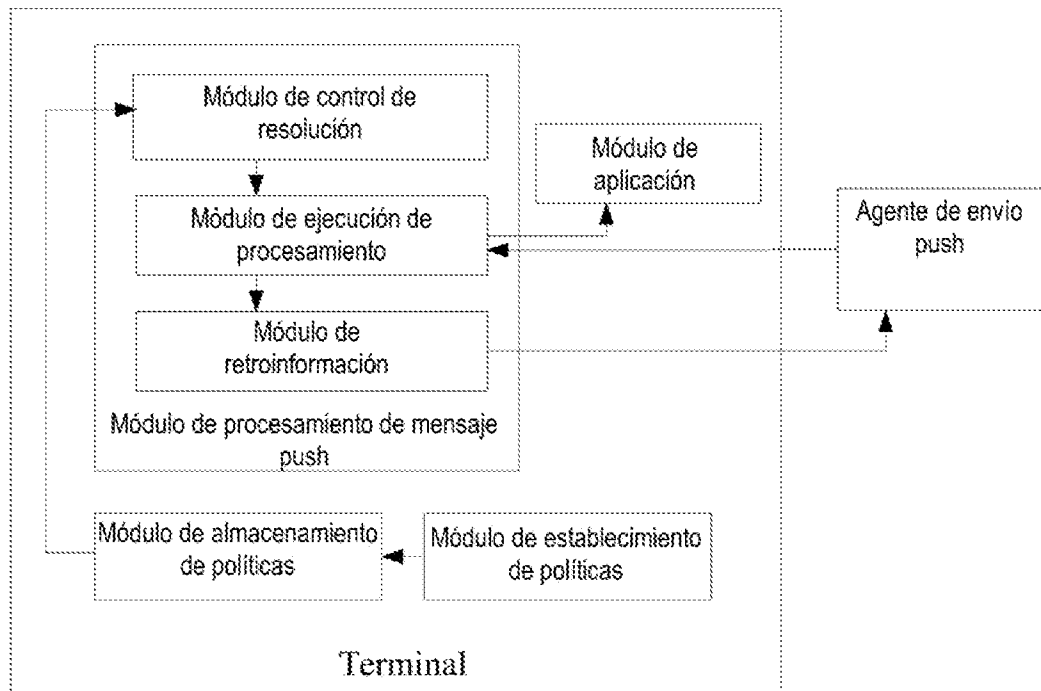 Módulo de control de
resolución
Módulo de ejecución de
procesamiento
Módulo de
retroinformación
Módulo de procesamiento de mensaje
push
Módulo de
aplicación
Agente de envío
push
Módulo de almacenamiento
de políticas
Módulo de establecimiento
de políticas
Terminal